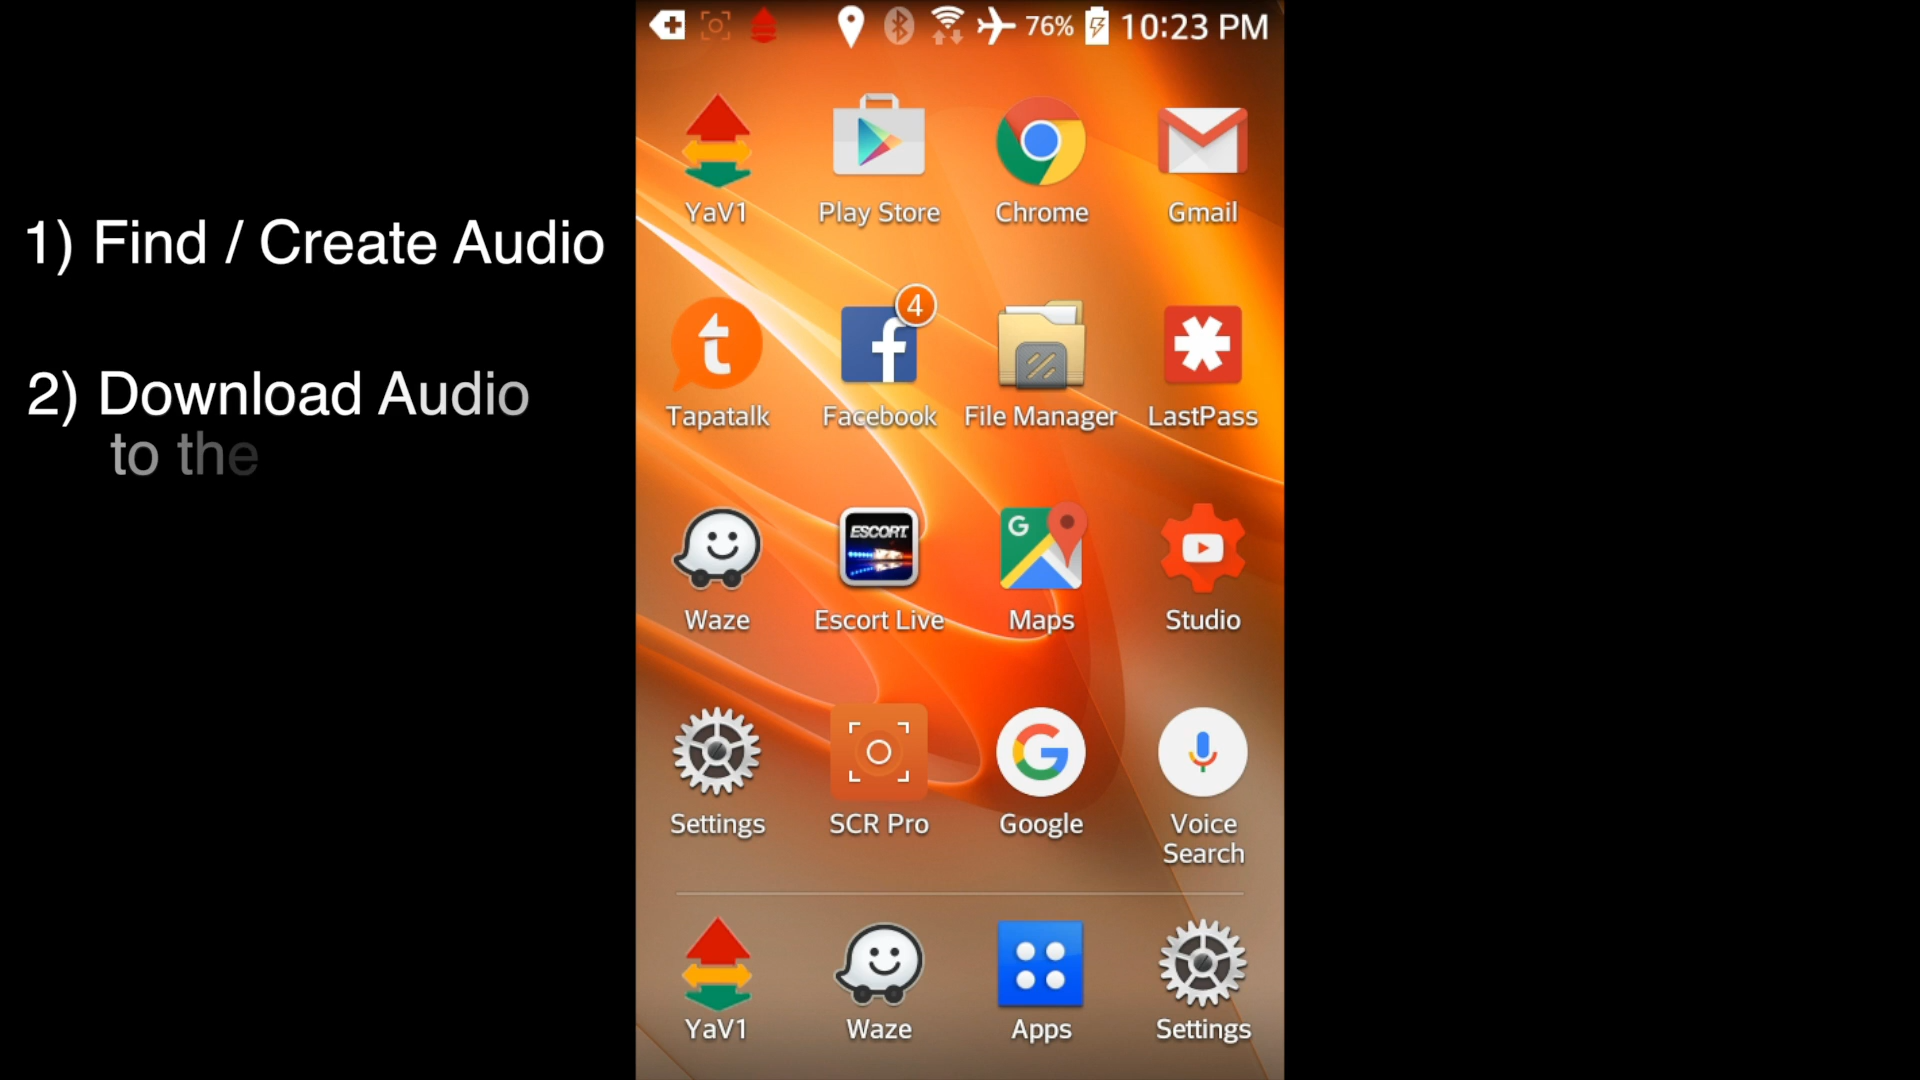 76% 10:23 PM
1) Find / Create Audio
2) Download Audio
to the
YaV1 Play Store Chrome Gmail
4
Tapatalk Facebook File Manager LastPass
ESCORT
G
Waze Escort Live Maps Studio
Settings SCR Pro Google Voice
Search
YaV1 Waze Apps Settings